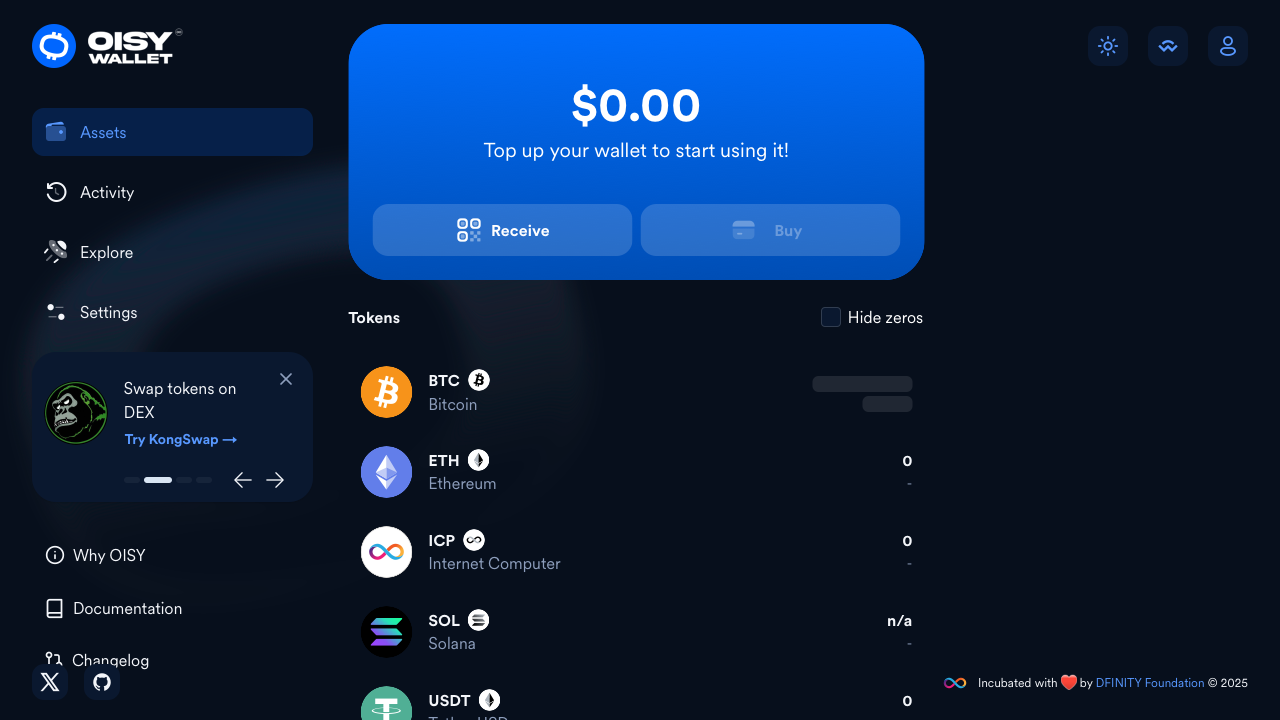 OISY
WALLET
Assets
Activity
Explore
Settings
Swap tokens on
DEX
Try KongSwap →
Why OISY
Documentation
Changelog
$0.00
Top up your wallet to start using it!
Receive
Buy
Tokens
Hide zeros
BTC
Bitcoin
ETH
0
Ethereum
-
ICP
0
Internet Computer
-
SOL
n/a
Solana
-
USDT
0
Tether USD
Incubated with ❤️ by DFINITY Foundation © 2025